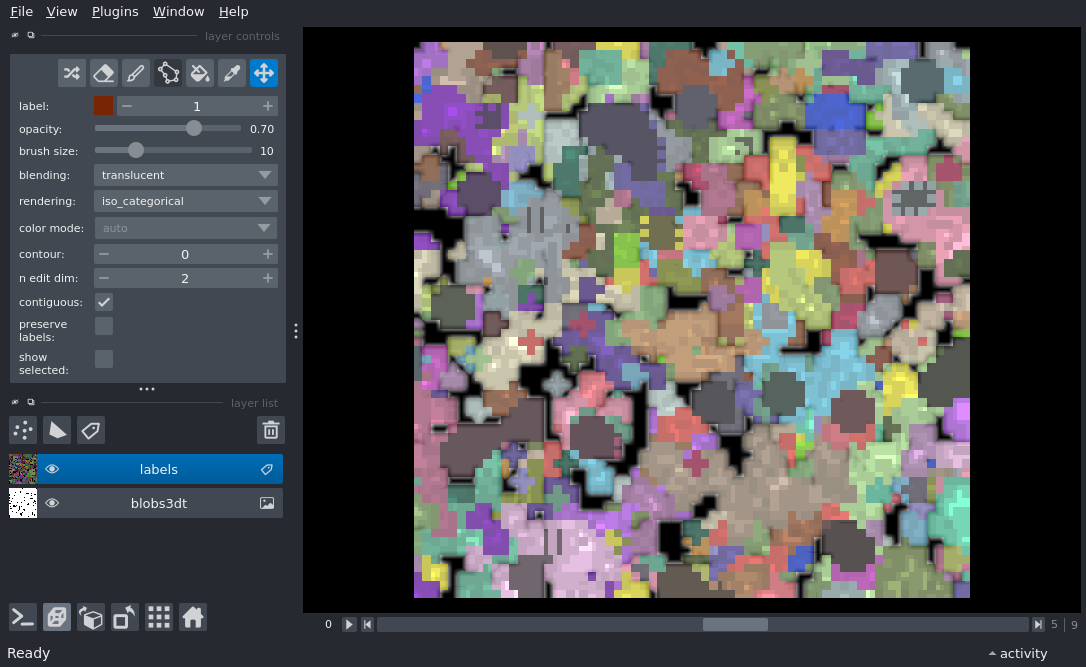 File View Plugins Window Help
layer controls
label: 1
opacity: 0.70
brush size: 10
blending: translucent
rendering: iso_categorical
color mode: auto
contour: 0
n edit dim: 2
contiguous:
preserve
labels:
show
selected:
layer list
labels
blobs3dt
0 5 9
Ready activity